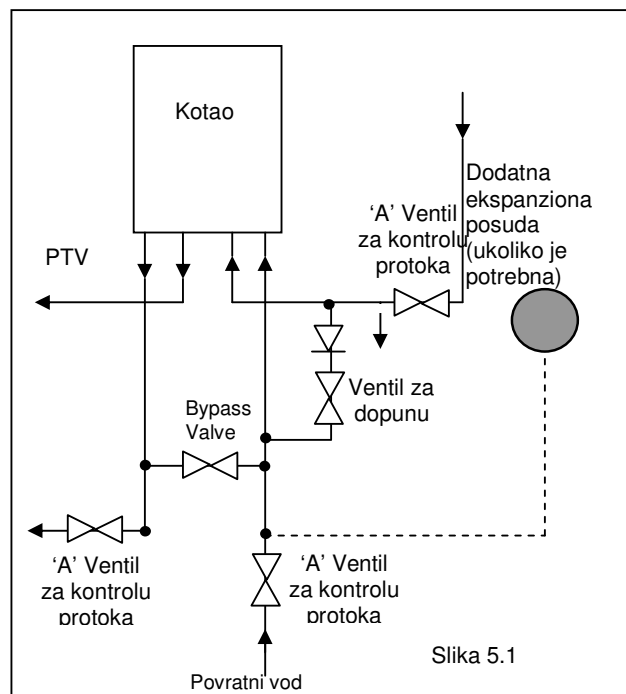 Kotao
Dodatna
ekspanziona
posuda
(ukoliko je
potrebna)
'A' Ventil
za kontrolu
protoka
PTV
Ventil za
dopunu
Bypass
Valve
'A' Ventil
za kontrolu
protoka
'A' Ventil
za kontrolu
protoka
Slika 5.1
Povratni vod